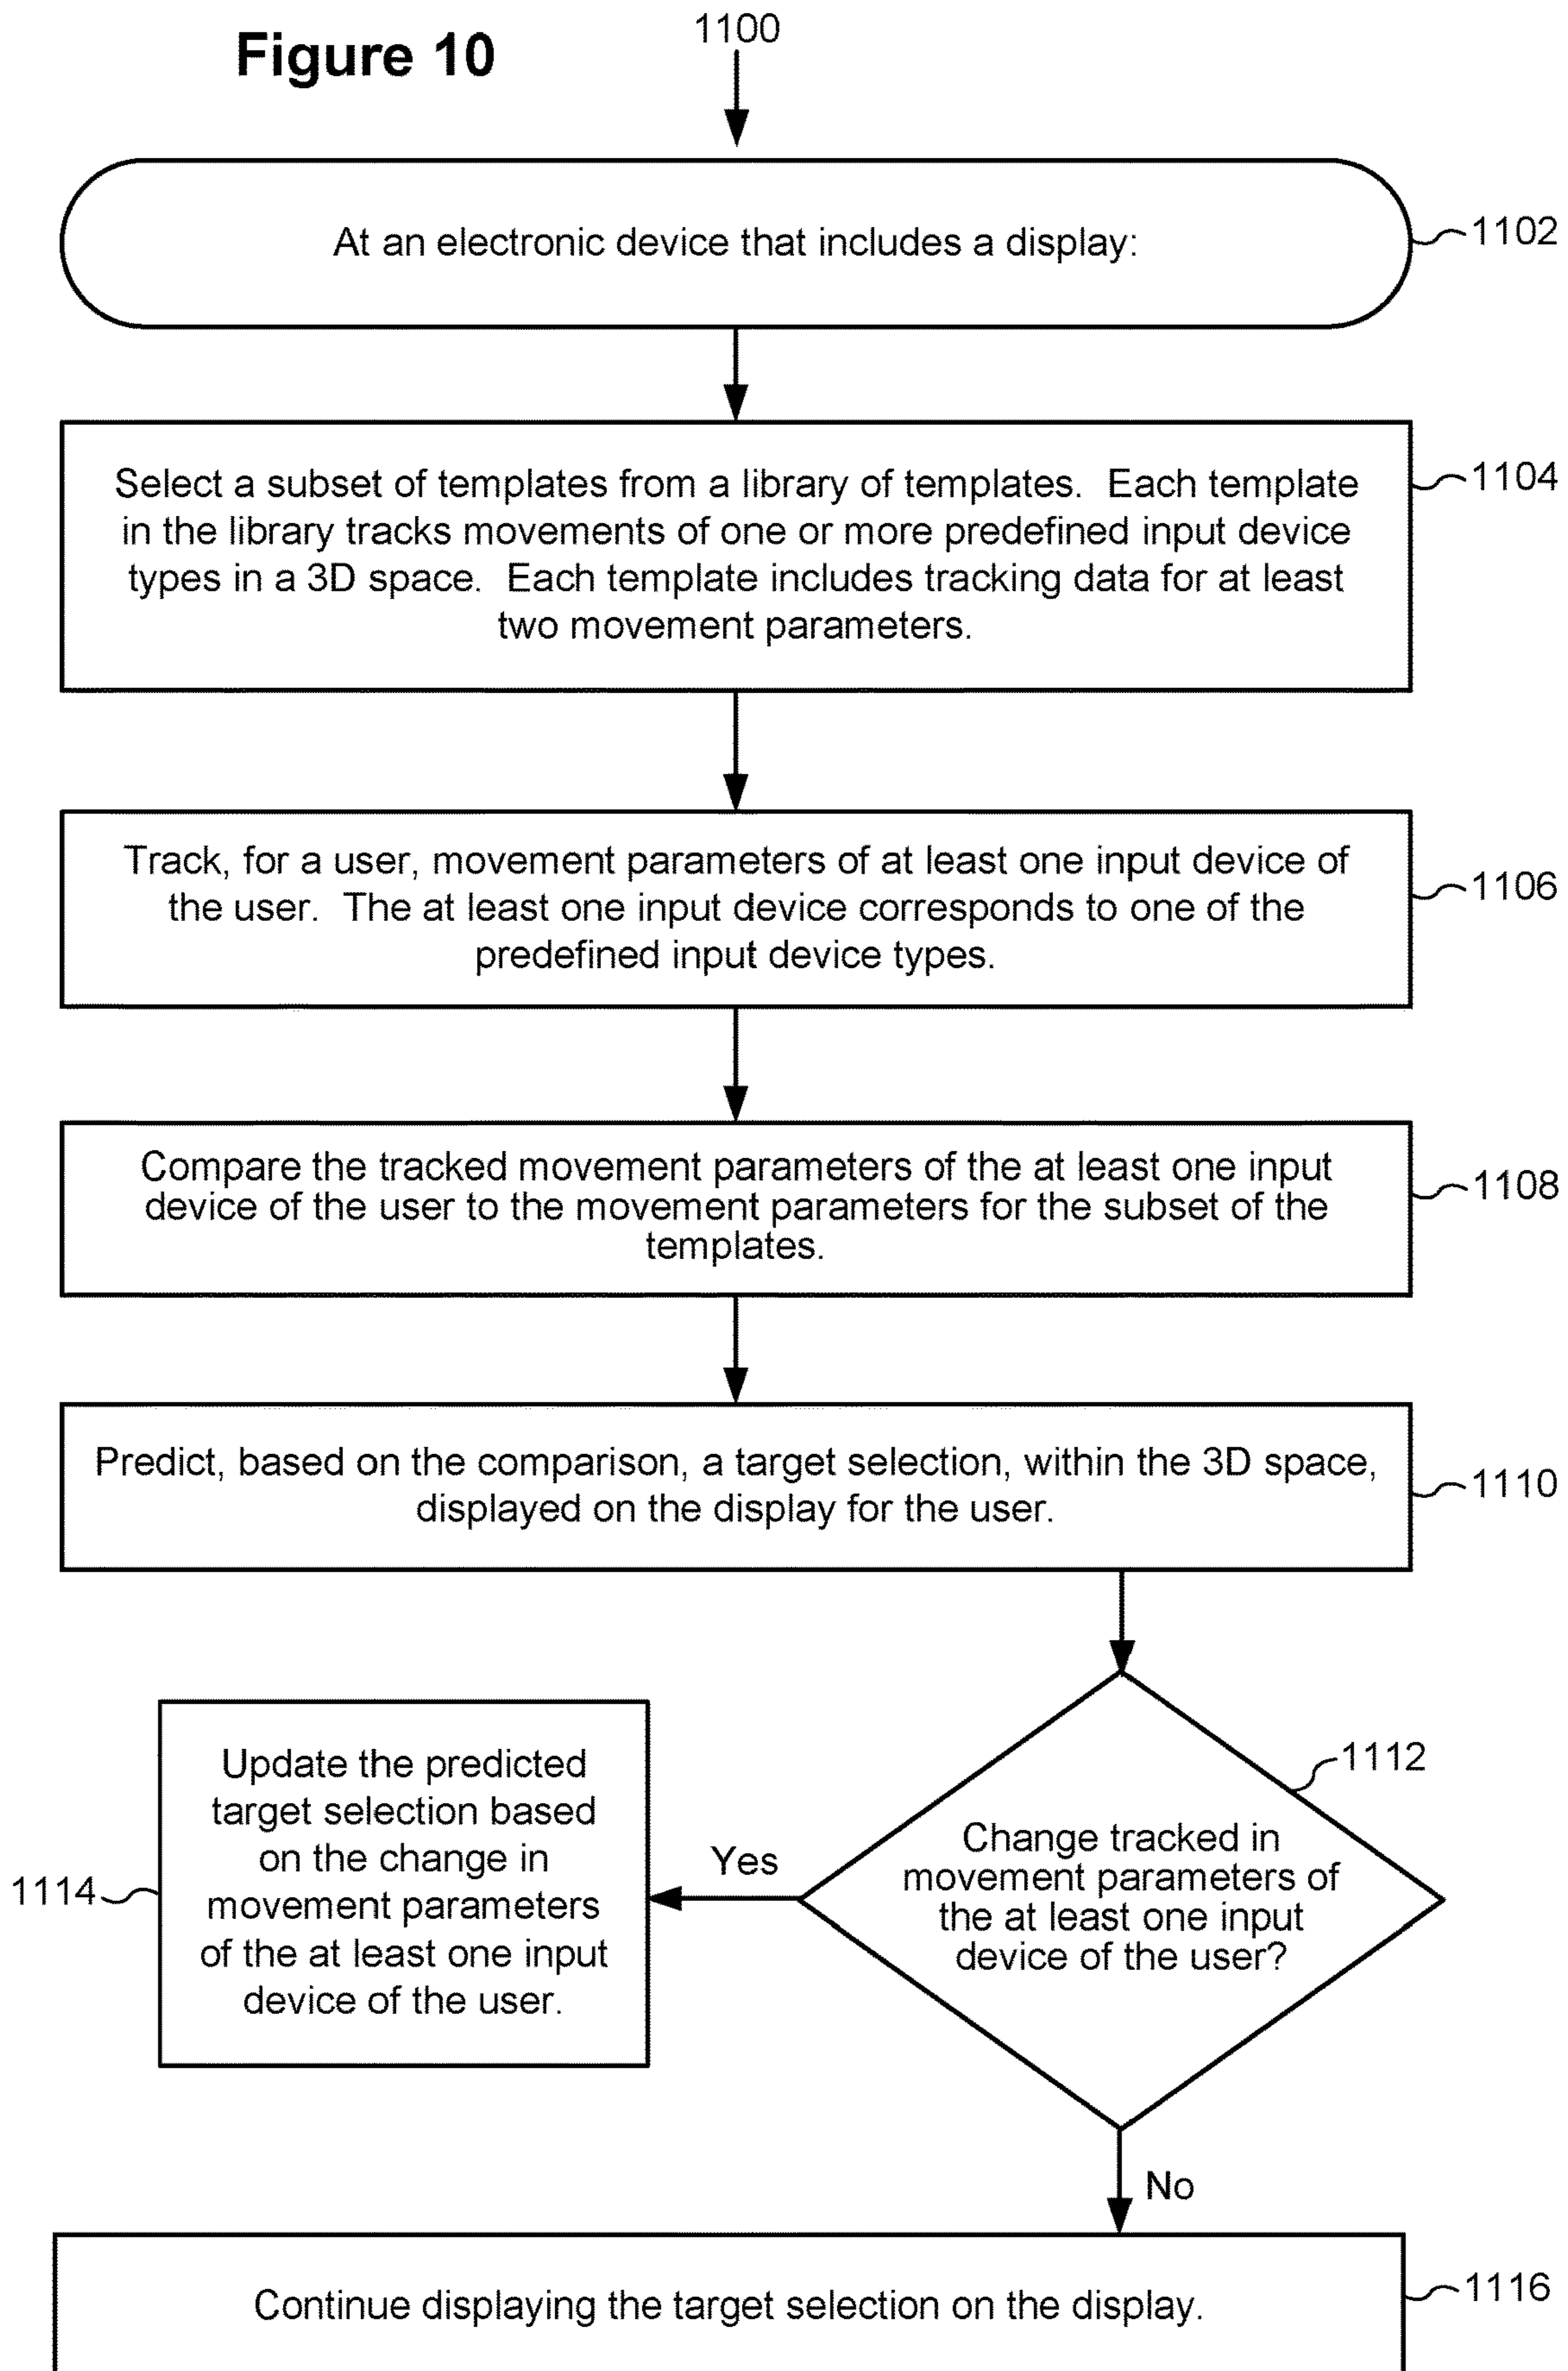 Figure 10
1100
At an electronic device that includes a display:
1102
Select a subset of templates from a library of templates. Each template
in the library tracks movements of one or more predefined input device
types in a 3D space. Each template includes tracking data for at least
two movement parameters.
1104
Track, for a user, movement parameters of at least one input device of
the user. The at least one input device corresponds to one of the
predefined input device types.
1106
Compare the tracked movement parameters of the at least one input
device of the user to the movement parameters for the subset of the
templates.
1108
Predict, based on the comparison, a target selection, within the 3D space,
displayed on the display for the user.
1110
Change tracked in
movement parameters of
the at least one input
device of the user?
1112
Yes
Update the predicted
target selection based
on the change in
movement parameters
of the at least one input
device of the user.
1114
No
Continue displaying the target selection on the display.
1116